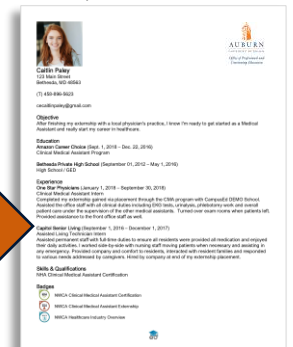 AUBURN
Office of Professional and
Continuing Education
Caitlin Paley
123 Main Street
Bethesda, MD
(T)
cecaitlinpaley@gmail.com
Objective
After finishing my externship with a local physician's practice, I know I'm ready to get started as a Medical
Assistant and really start my career in healthcare.
Education
Amazon Career Choice (Sept. 1, 2018 - Dec. 22, 2018)
Clinical Medical Assistant Program
Bethesda Private High School (September 01, 2012 – May 1, 2016)
High School / GED
Experience
One Star Physicians (January 1, 2018 – September 30, 2018)
Clinical Medical Assistant Intern
Completed my externship gained placement through the CMA program with CampusEd DEMO School.
Assisted the office staff with all clinical duties including EKG tests, urinalysis, phlebotomy work and overall
patient care under the supervision of the other medical assistants. Turned over exam rooms when patients left.
Provided assistance to the front office staff as well.
Capitol Senior Living (September 1, 2016 – December 1, 2017)
Assisted Living Technician Intern
Assisted permanent staff with full-time duties to ensure all residents were provided all medication and enjoyed
their daily activities. I worked side-by-side with nursing staff moving patients when necessary and assisting in
any emergency. Provided company and comfort to residents, interacted with resident families and responded
to various needs addressed by caregivers. Hired by company at end of my externship placement.
Skills & Qualifications
NHA Clinical Medical Assistant Certification
Badges
NWCA Clinical Medical Assistant Certification
NWCA Clinical Medical Assistant Externship
NWCA Healthcare Industry Overview